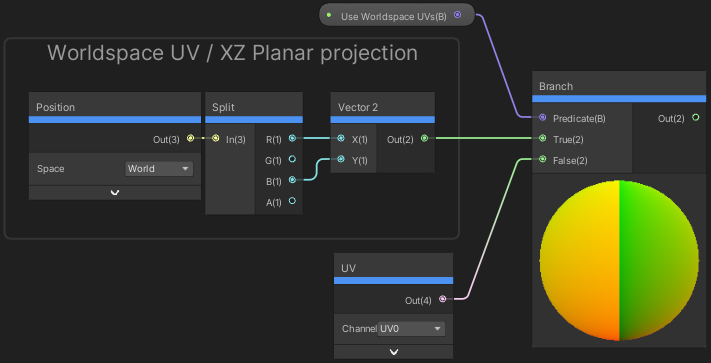 Use Worldspace UVs(B)
Worldspace UV / XZ Planar projection
Position
Out(3)
Space
World
Split
In(3)
R(1)
G(1)
B(1)
A(1)
Vector 2
X(1)
Out(2)
Y(1)
Branch
Predicate(B)
Out(2)
True(2)
False(2)
UV
Out(4)
Channel UV0